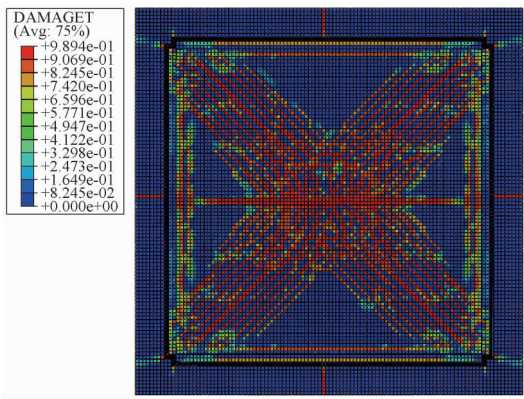 DAMAGET
(Avg: 75%)
+9.894e-01
+9.069e-01
+8.245e-01
+7.420e-01
+6.596e-01
+5.771e-01
+4.947e-01
+4.122e-01
+3.298e-01
+2.473e-01
+1.649e-01
+8.245e-02
+0.000e+00